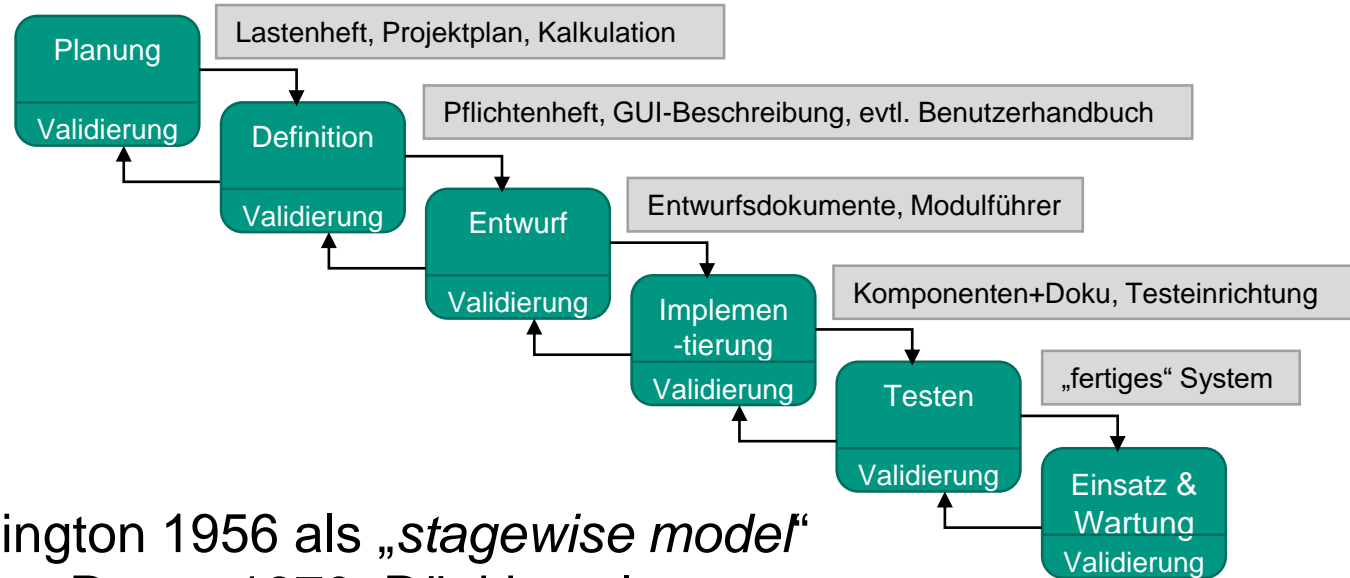 Planung
Validierung
Lastenheft, Projektplan, Kalkulation
Definition
Validierung
Pflichtenheft, GUI-Beschreibung, evtl. Benutzerhandbuch
Entwurf
Validierung
Entwurfsdokumente, Modulführer
Implemen
-tierung
Validierung
Komponenten+Doku, Testeinrichtung
Testen
Validierung
„fertiges“ System
Einsatz &
Wartung
Validierung
ington 1956 als „stagewise model“